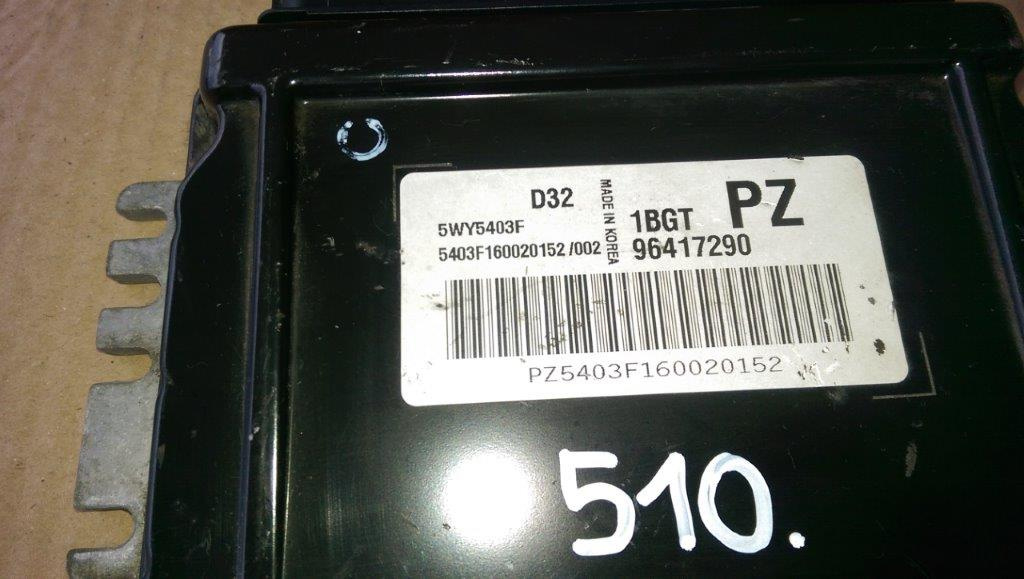 D32
MADE IN KOREA
PZ
5WY5403F
1BGT
5403F160020152 /002
96417290
PZ5403F160020152
510.